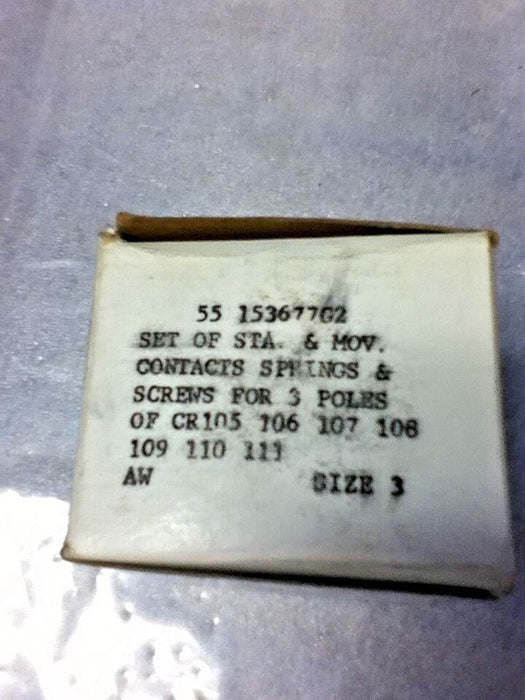 55 153677G2
SET OF STA. & MOV.
CONTACTS SPRINGS &
SCREWS FOR 3 POLES
OF CR105 106 107 108
109 110 111
AW SIZE 3